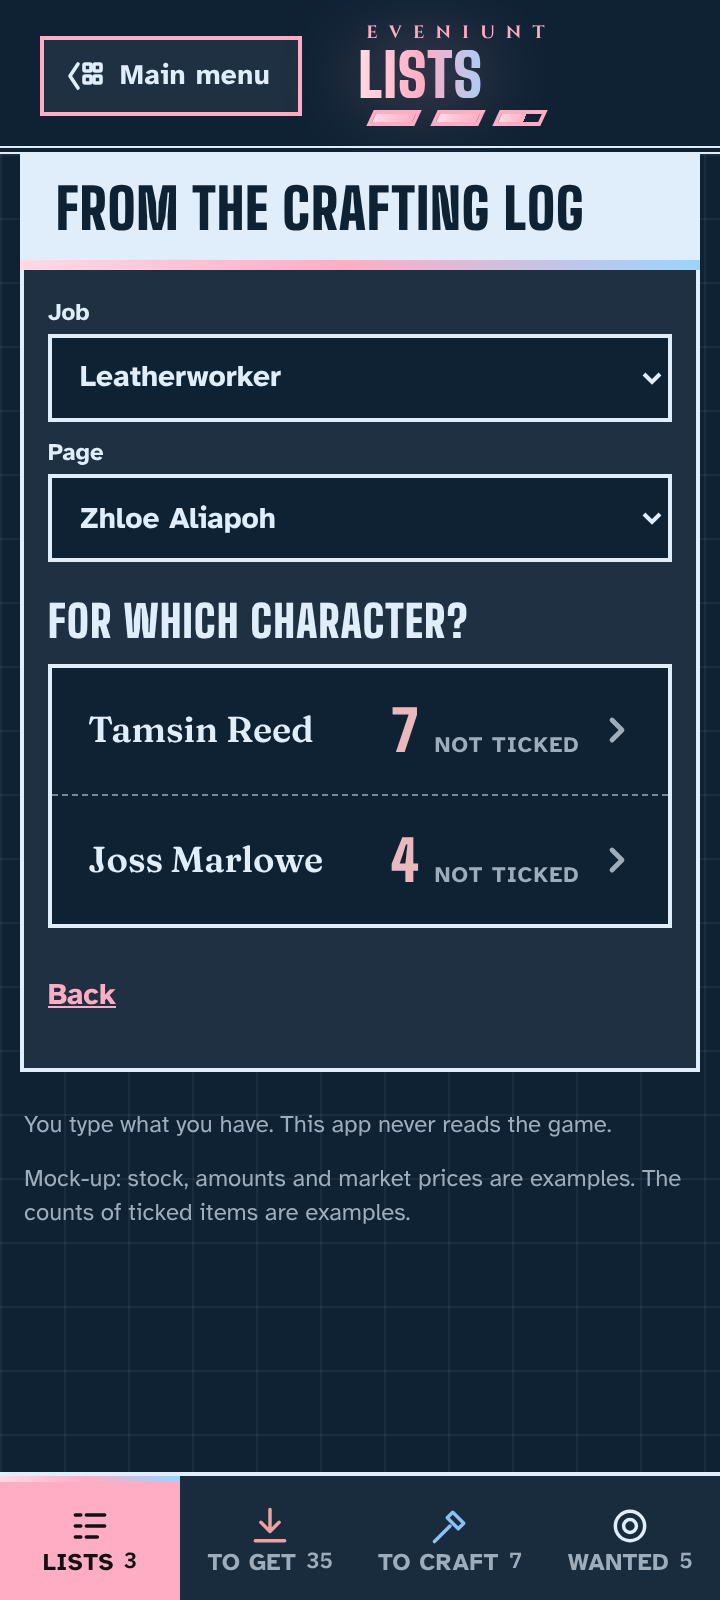 Main menu
EVENIUNT
LISTS
FROM THE CRAFTING LOG
Job
Leatherworker
Page
Zhloe Aliapoh
FOR WHICH CHARACTER?
Tamsin Reed 7 NOT TICKED
Joss Marlowe 4 NOT TICKED
Back
You type what you have. This app never reads the game.
Mock-up: stock, amounts and market prices are examples. The
counts of ticked items are examples.
LISTS 3
TO GET 35
TO CRAFT 7
WANTED 5